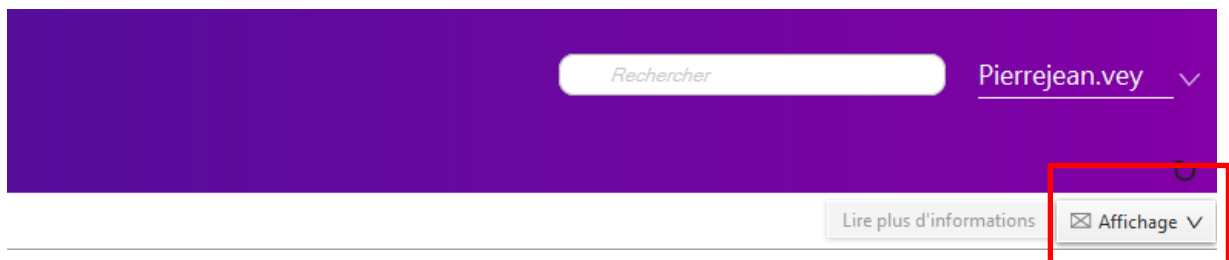 Rechercher
Pierrejean.vey
Lire plus d'informations
Affichage